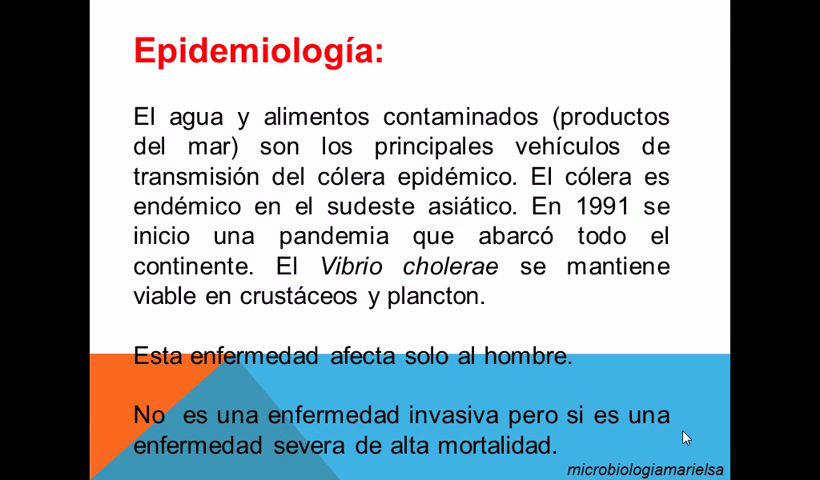 Epidemiología:
El agua y alimentos contaminados (productos
del mar) son los principales vehículos de
transmisión del cólera epidémico. El cólera es
endémico en el sudeste asiático. En 1991 se
inicio una pandemia que abarcó todo el
continente. El Vibrio cholerae se mantiene
viable en crustáceos y plancton.
Esta enfermedad afecta solo al hombre.
No es una enfermedad invasiva pero si es una
enfermedad severa de alta mortalidad.
microbiologiamarielsa